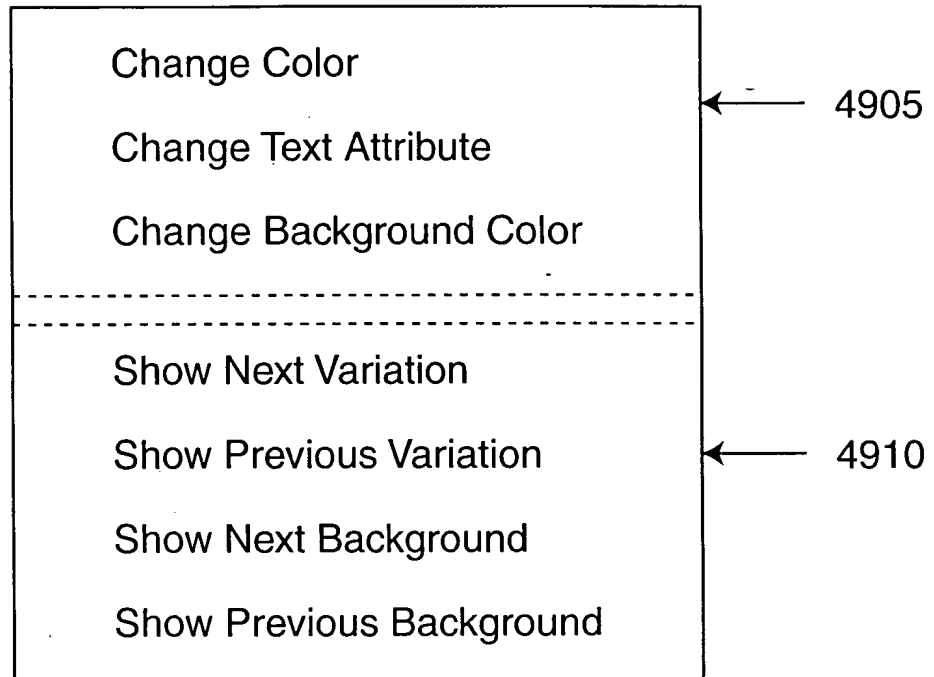 Change Color
4905
Change Text Attribute
Change Background Color
Show Next Variation
Show Previous Variation
4910
Show Next Background
Show Previous Background